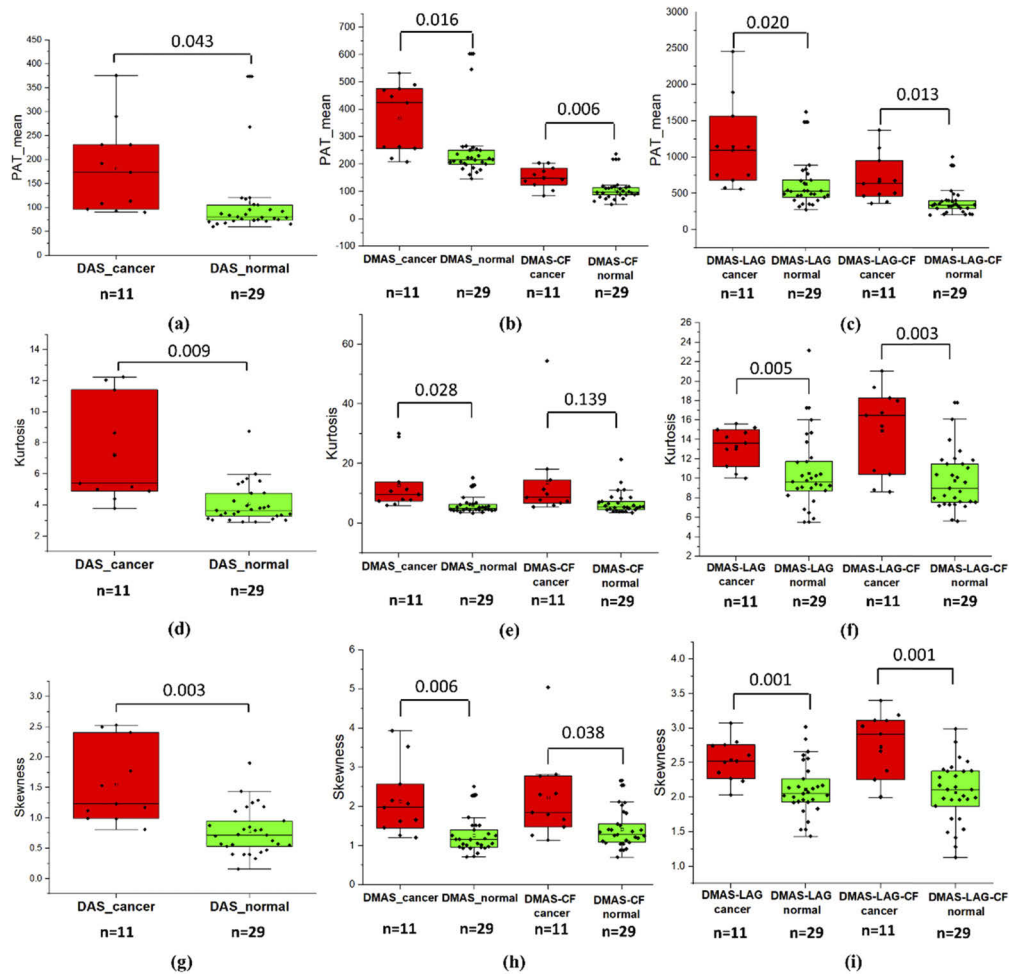 450
400
350
300
250
200
150
100
50
0
PAT_mean
0.043
DAS_cancer DAS_normal
n=11 n=29
(a)
700
600
500
400
300
200
100
0
-100
PAT_mean
0.016
0.006
DMAS_cancer DMAS_normal DMAS-CF DMAS-CF
cancer normal
n=11 n=29 n=11 n=29
(b)
3000
2500
2000
1500
1000
500
0
PAT_mean
0.020
0.013
DMAS-LAG DMAS-LAG DMAS-LAG-CF DMAS-LAG-CF
cancer normal cancer normal
n=11 n=29 n=11 n=29
(c)
14
12
10
8
6
4
2
Kurtosis
0.009
DAS_cancer DAS_normal
n=11 n=29
(d)
60
40
20
0
Kurtosis
0.028
0.139
DMAS_cancer DMAS_normal DMAS-CF DMAS-CF
cancer normal
n=11 n=29 n=11 n=29
(e)
26
24
22
20
18
16
14
12
10
8
6
4
2
Kurtosis
0.005
0.003
DMAS-LAG DMAS-LAG DMAS-LAG-CF DMAS-LAG-CF
cancer normal cancer normal
n=11 n=29 n=11 n=29
(f)
3.0
2.5
2.0
1.5
1.0
0.5
0.0
Skewness
0.003
DAS_cancer DAS_normal
n=11 n=29
(g)
6
5
4
3
2
1
0
Skewness
0.006
0.038
DMAS_cancer DMAS_normal DMAS-CF DMAS-CF
cancer normal
n=11 n=29 n=11 n=29
(h)
4.0
3.5
3.0
2.5
2.0
1.5
1.0
Skewness
0.001
0.001
DMAS-LAG DMAS-LAG DMAS-LAG-CF DMAS-LAG-CF
cancer normal cancer normal
n=11 n=29 n=11 n=29
(i)